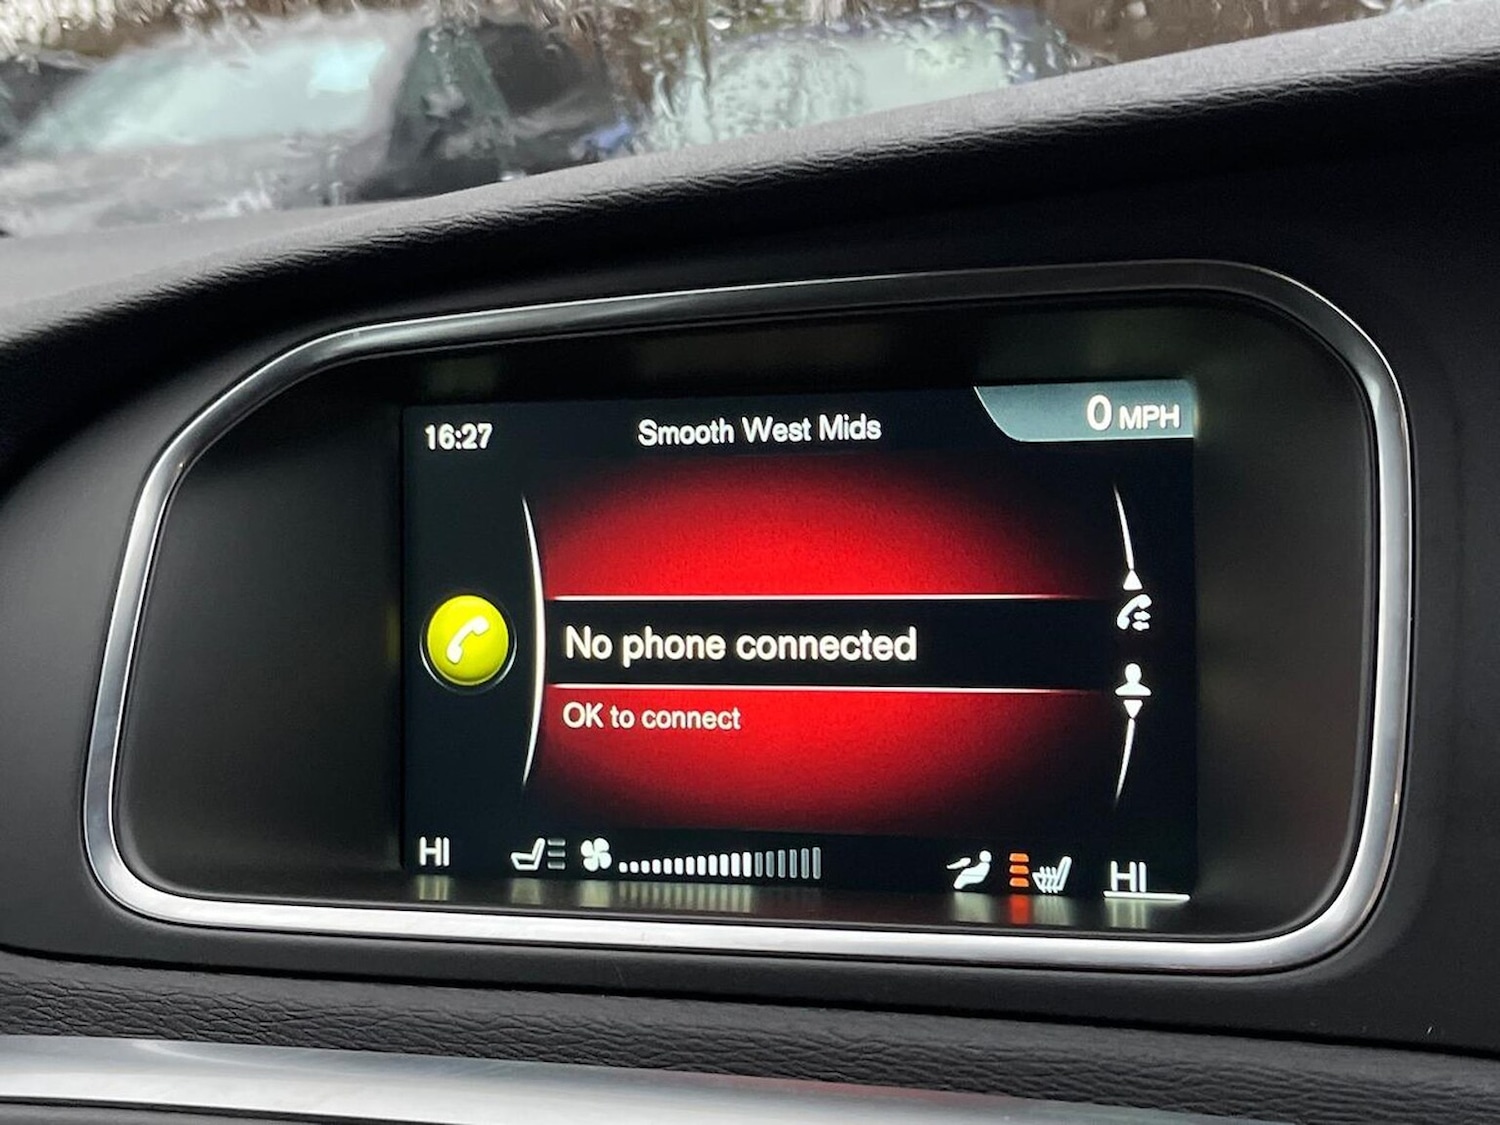 16:27
Smooth West Mids
0 MPH
No phone connected
OK to connect
HI
HI